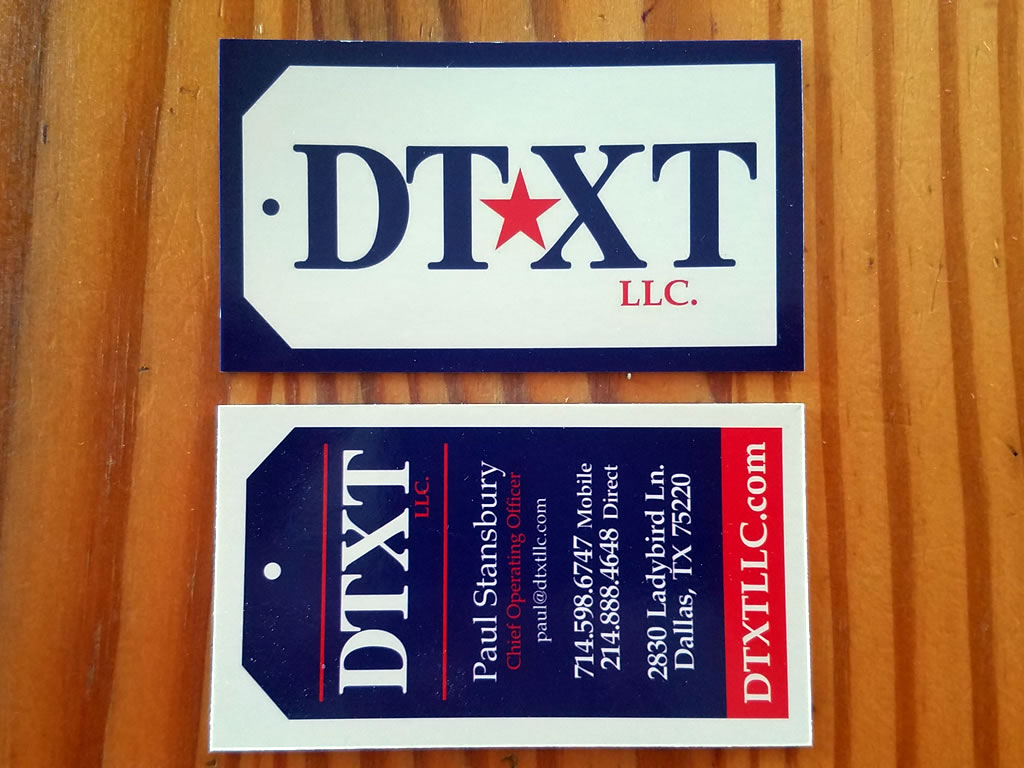 DT★XT
LLC.
DTXT
LLC.
Paul Stansbury
Chief Operating Officer
paul@dtxtllc.com
714.598.6747 Mobile
214.888.4648 Direct
2830 Ladybird Ln.
Dallas, TX 75220
DTXTLLC.com